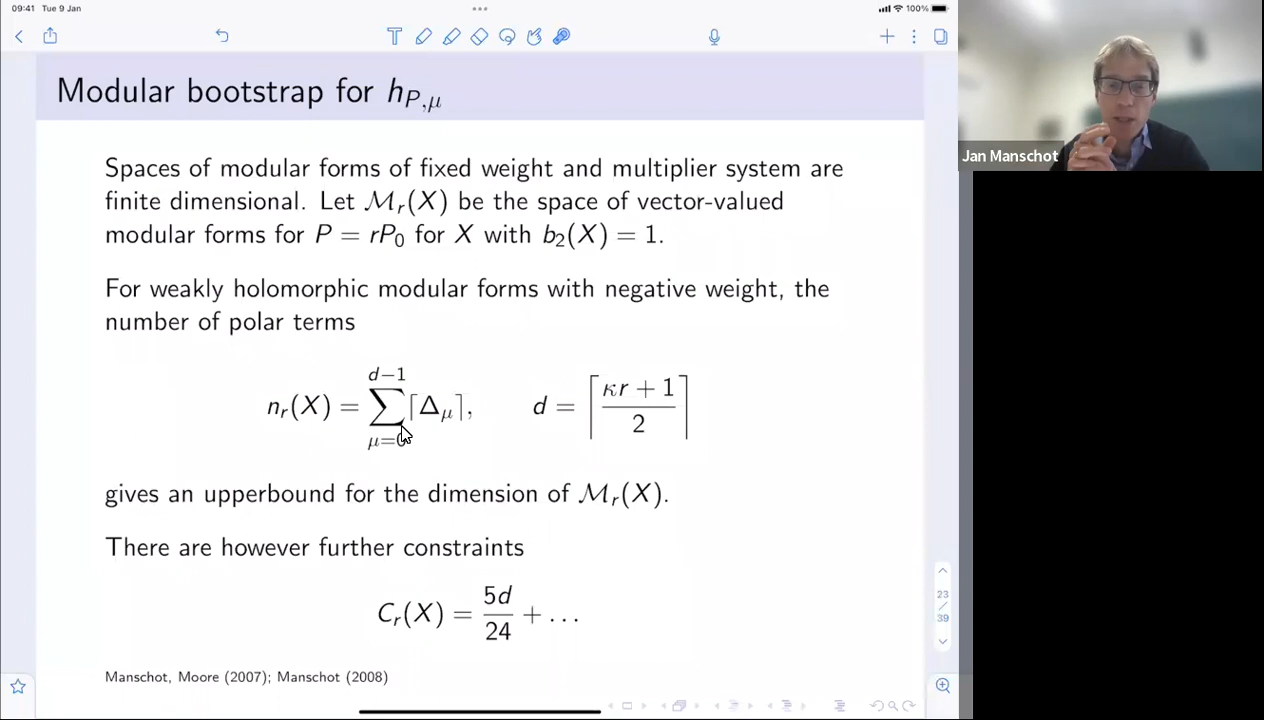 09:41 Tue 9 Jan
100%
Modular bootstrap for h_{P,μ}
Jan Manschot
Spaces of modular forms of fixed weight and multiplier system are
finite dimensional. Let ℳ_r(X) be the space of vector-valued
modular forms for P = rP_0 for X with b_2(X) = 1.
For weakly holomorphic modular forms with negative weight, the
number of polar terms
n_r(X) = ∑_{μ=0}^{d−1} ⌈Δ_μ⌉, d = ⌈(κr + 1)/2⌉
gives an upperbound for the dimension of ℳ_r(X).
There are however further constraints
C_r(X) = 5d/24 + …
23
/
39
Manschot, Moore (2007); Manschot (2008)